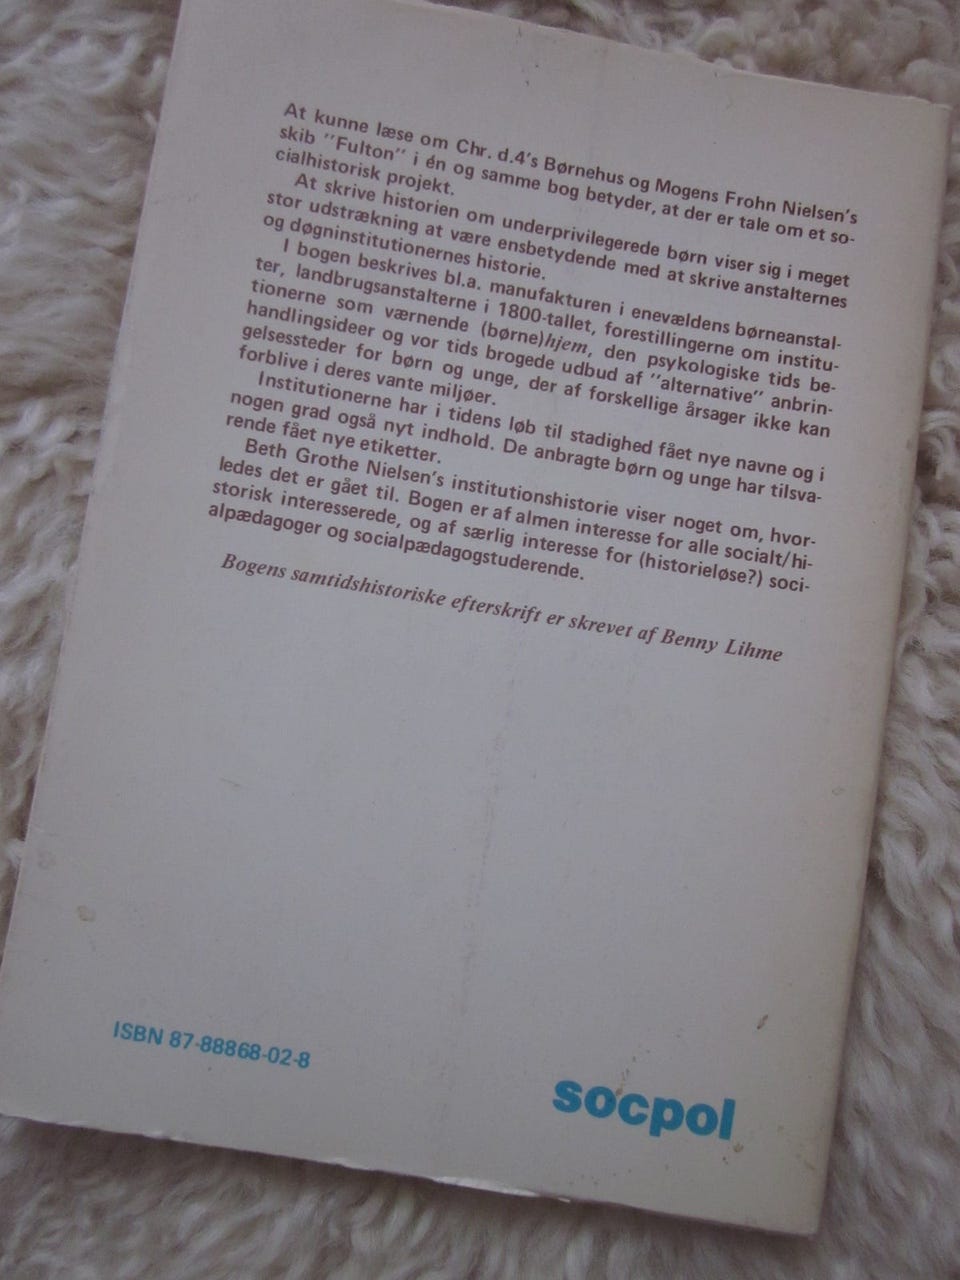 At kunne læse om Chr. d.4's Børnehus og Mogens Frohn Nielsen's
skib "Fulton" i én og samme bog betyder, at der er tale om et so-
cialhistorisk projekt.
At skrive historien om underprivilegerede børn viser sig i meget
stor udstrækning at være ensbetydende med at skrive anstalternes
og døgninstitutionernes historie.
I bogen beskrives bl.a. manufakturen i enevældens børneanstal-
ter, landbrugsanstalterne i 1800-tallet, forestillingerne om institu-
tionerne som værnende (børne)hjem, den psykologiske tids be-
handlingsideer og vor tids brogede udbud af "alternative" anbrin-
gelsessteder for børn og unge, der af forskellige årsager ikke kan
forblive i deres vante miljøer.
Institutionerne har i tidens løb til stadighed fået nye navne og i
nogen grad også nyt indhold. De anbragte børn og unge har tilsva-
rende fået nye etiketter.
Beth Grothe Nielsen's institutionshistorie viser noget om, hvor-
ledes det er gået til. Bogen er af almen interesse for alle socialt/hi-
storisk interesserede, og af særlig interesse for (historieløse?) soci-
alpædagoger og socialpædagogstuderende.
Bogens samtidshistoriske efterskrift er skrevet af Benny Lihme
ISBN 87-88868-02-8
socpol